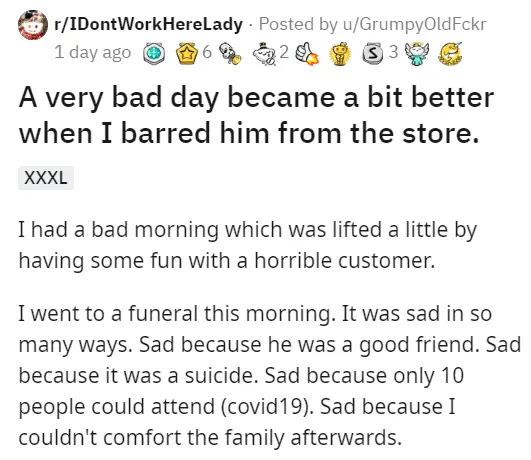 r/IDontWorkHereLady · Posted by u/GrumpyOldFckr
1 day ago 6 2 S 3
A very bad day became a bit better
when I barred him from the store.
XXXL
I had a bad morning which was lifted a little by
having some fun with a horrible customer.
I went to a funeral this morning. It was sad in so
many ways. Sad because he was a good friend. Sad
because it was a suicide. Sad because only 10
people could attend (covid19). Sad because I
couldn't comfort the family afterwards.